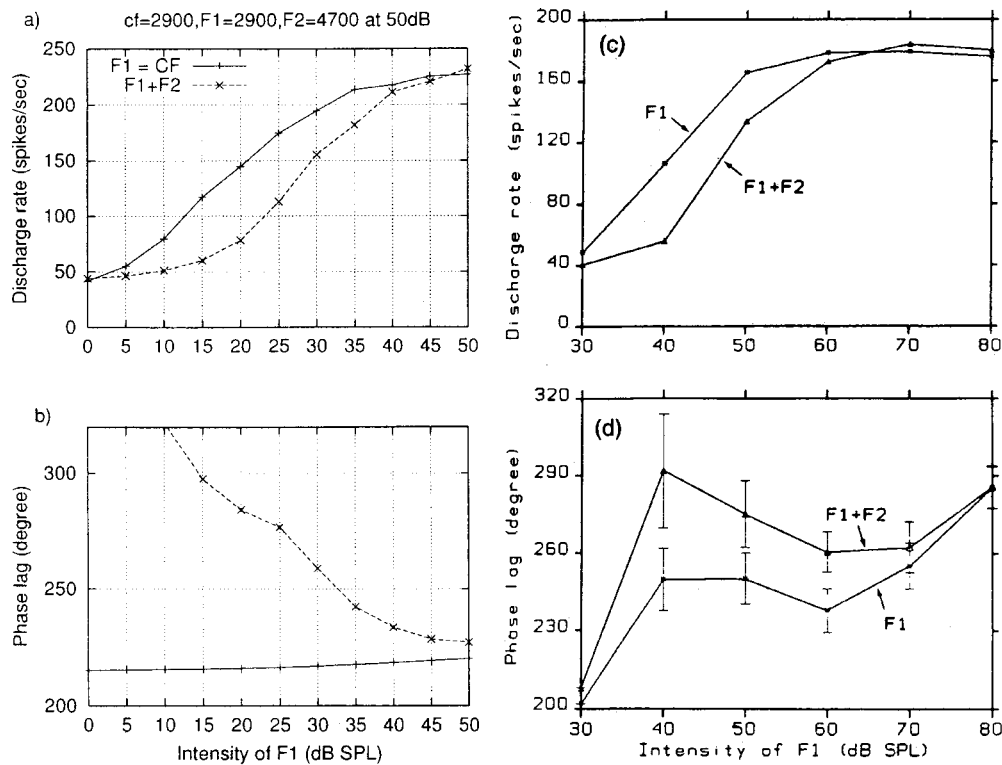 a)
cf=2900,F1=2900,F2=4700 at 50dB
Discharge rate (spikes/sec)
250
200
150
100
50
0
F1 = CF
F1+F2
0 5 10 15 20 25 30 35 40 45 50
b)
Phase lag (degree)
300
250
200
0 5 10 15 20 25 30 35 40 45 50
Intensity of F1 (dB SPL)
(c)
Discharge rate (spikes/sec)
200
160
120
80
40
0
F1
F1+F2
30 40 50 60 70 80
(d)
Phase lag (degree)
320
290
260
230
200
F1+F2
F1
30 40 50 60 70 80
Intensity of F1 (dB SPL)